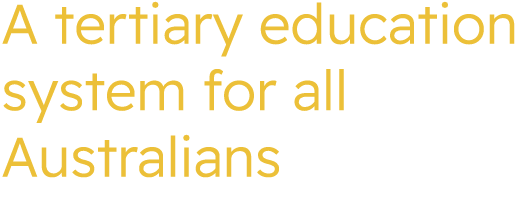 A tertiary education
system for all
Australians